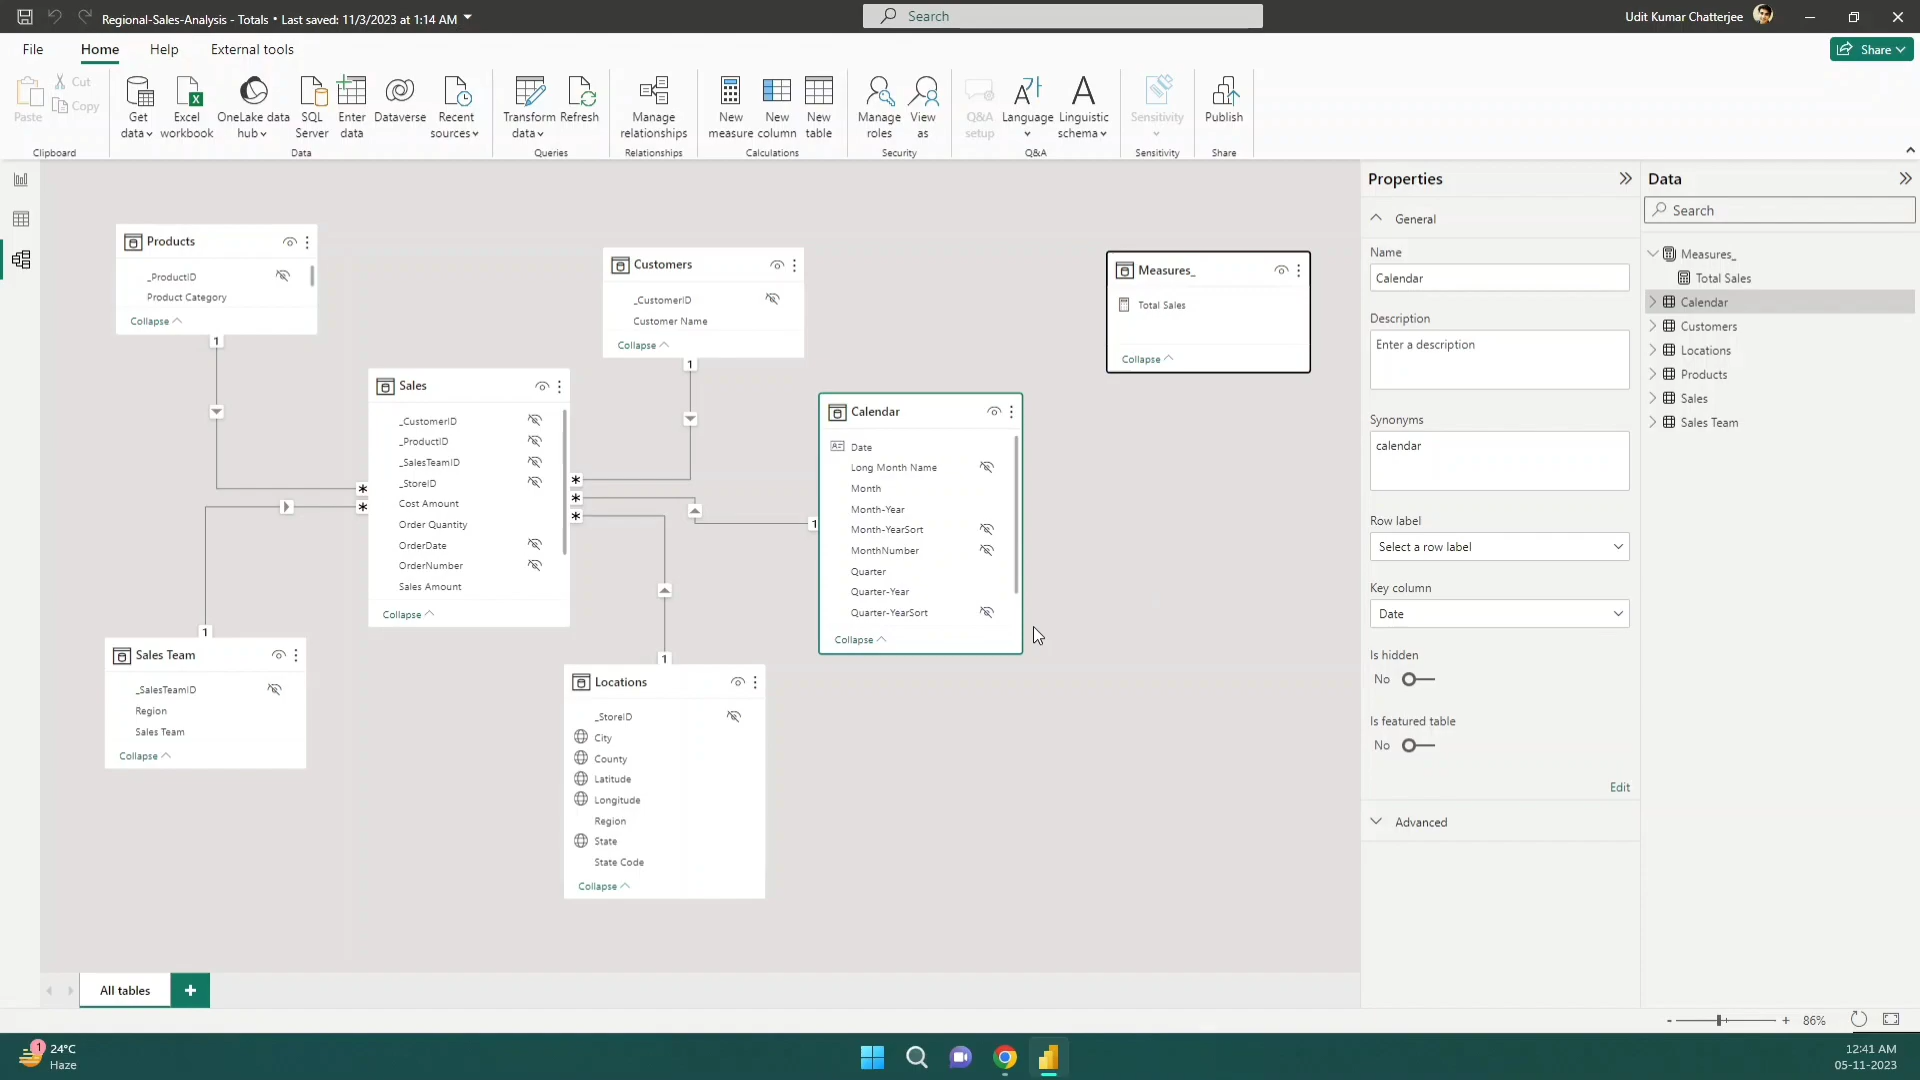 Regional-Sales-Analysis - Totals • Last saved: 11/3/2023 at 1:14 AM
Search
Udit Kumar Chatterjee
File
Home
Help
External tools
Share
Paste
Cut
Copy
Clipboard
Get data
Excel workbook
OneLake data hub
SQL Server
Enter data
Dataverse
Recent sources
Data
Transform data
Refresh
Queries
Manage relationships
Relationships
New measure
New column
New table
Calculations
Manage roles
View as
Security
Q&A setup
Language
Linguistic schema
Q&A
Sensitivity
Sensitivity
Publish
Share
Products
_ProductID
Product Category
Collapse
1
Customers
_CustomerID
Customer Name
Collapse
1
Measures_
Total Sales
Collapse
Sales
_CustomerID
_ProductID
_SalesTeamID
_StoreID
Cost Amount
Order Quantity
OrderDate
OrderNumber
Sales Amount
Collapse
*
*
*
*
*
Calendar
Date
Long Month Name
Month
Month-Year
Month-YearSort
MonthNumber
Quarter
Quarter-Year
Quarter-YearSort
Collapse
1
1
Sales Team
_SalesTeamID
Region
Sales Team
Collapse
1
Locations
_StoreID
City
County
Latitude
Longitude
Region
State
State Code
Collapse
Properties
General
Name
Calendar
Description
Enter a description
Synonyms
calendar
Row label
Select a row label
Key column
Date
Is hidden
No
Is featured table
No
Edit
Advanced
Data
Search
Measures_
Total Sales
Calendar
Customers
Locations
Products
Sales
Sales Team
All tables
+
-
+
86%
1
24°C
Haze
12:41 AM
05-11-2023